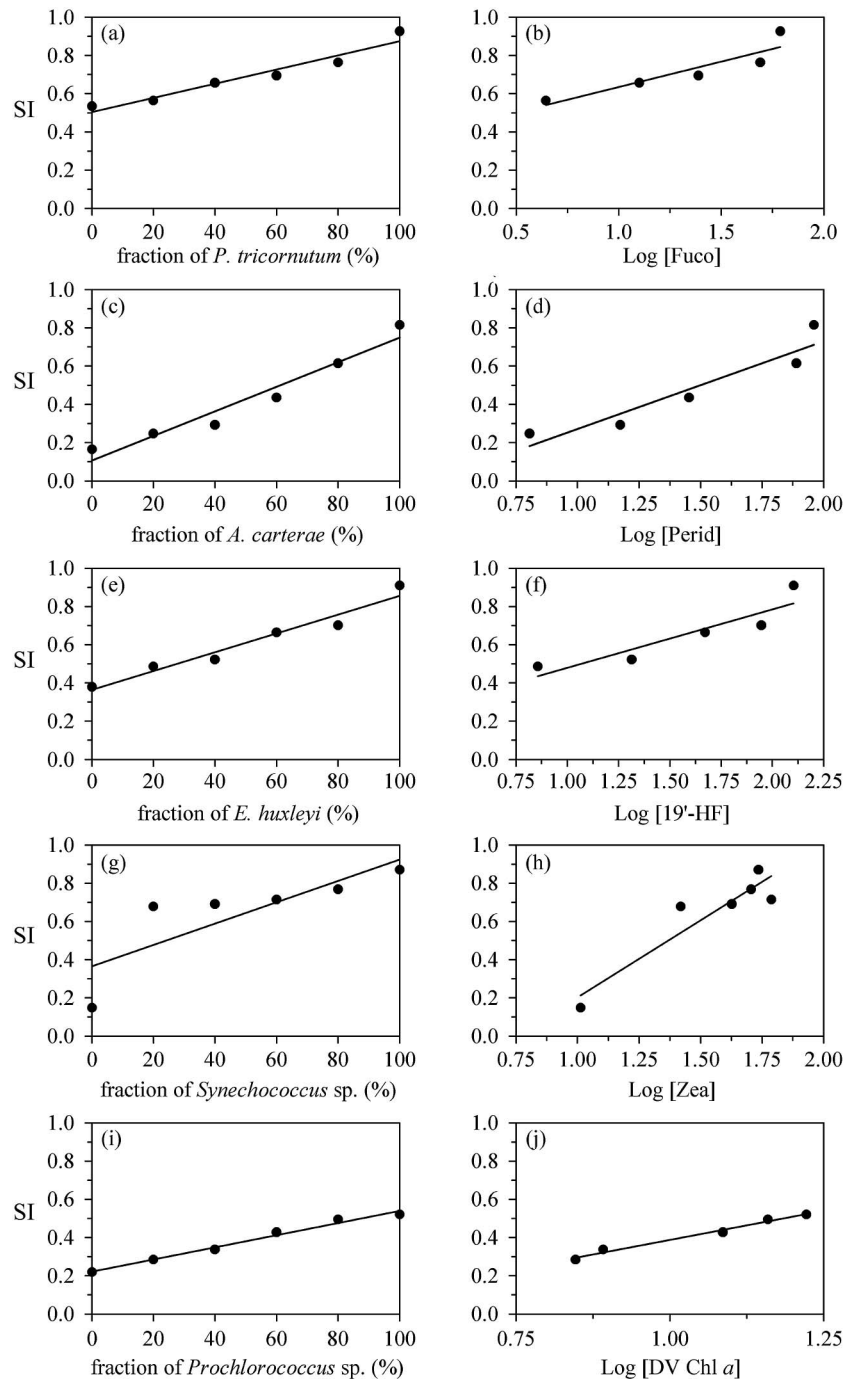 (a)
(b)
SI
1.0
0.8
0.6
0.4
0.2
0.0
0 20 40 60 80 100
fraction of P. tricornutum (%)
1.0
0.8
0.6
0.4
0.2
0.0
0.5 1.0 1.5 2.0
Log [Fuco]
(c)
(d)
SI
1.0
0.8
0.6
0.4
0.2
0.0
0 20 40 60 80 100
fraction of A. carterae (%)
1.0
0.8
0.6
0.4
0.2
0.0
0.75 1.00 1.25 1.50 1.75 2.00
Log [Perid]
(e)
(f)
SI
1.0
0.8
0.6
0.4
0.2
0.0
0 20 40 60 80 100
fraction of E. huxleyi (%)
1.0
0.8
0.6
0.4
0.2
0.0
0.75 1.00 1.25 1.50 1.75 2.00 2.25
Log [19'-HF]
(g)
(h)
SI
1.0
0.8
0.6
0.4
0.2
0.0
0 20 40 60 80 100
fraction of Synechococcus sp. (%)
1.0
0.8
0.6
0.4
0.2
0.0
0.75 1.00 1.25 1.50 1.75 2.00
Log [Zea]
(i)
(j)
SI
1.0
0.8
0.6
0.4
0.2
0.0
0 20 40 60 80 100
fraction of Prochlorococcus sp. (%)
1.0
0.8
0.6
0.4
0.2
0.0
0.75 1.00 1.25
Log [DV Chl a]